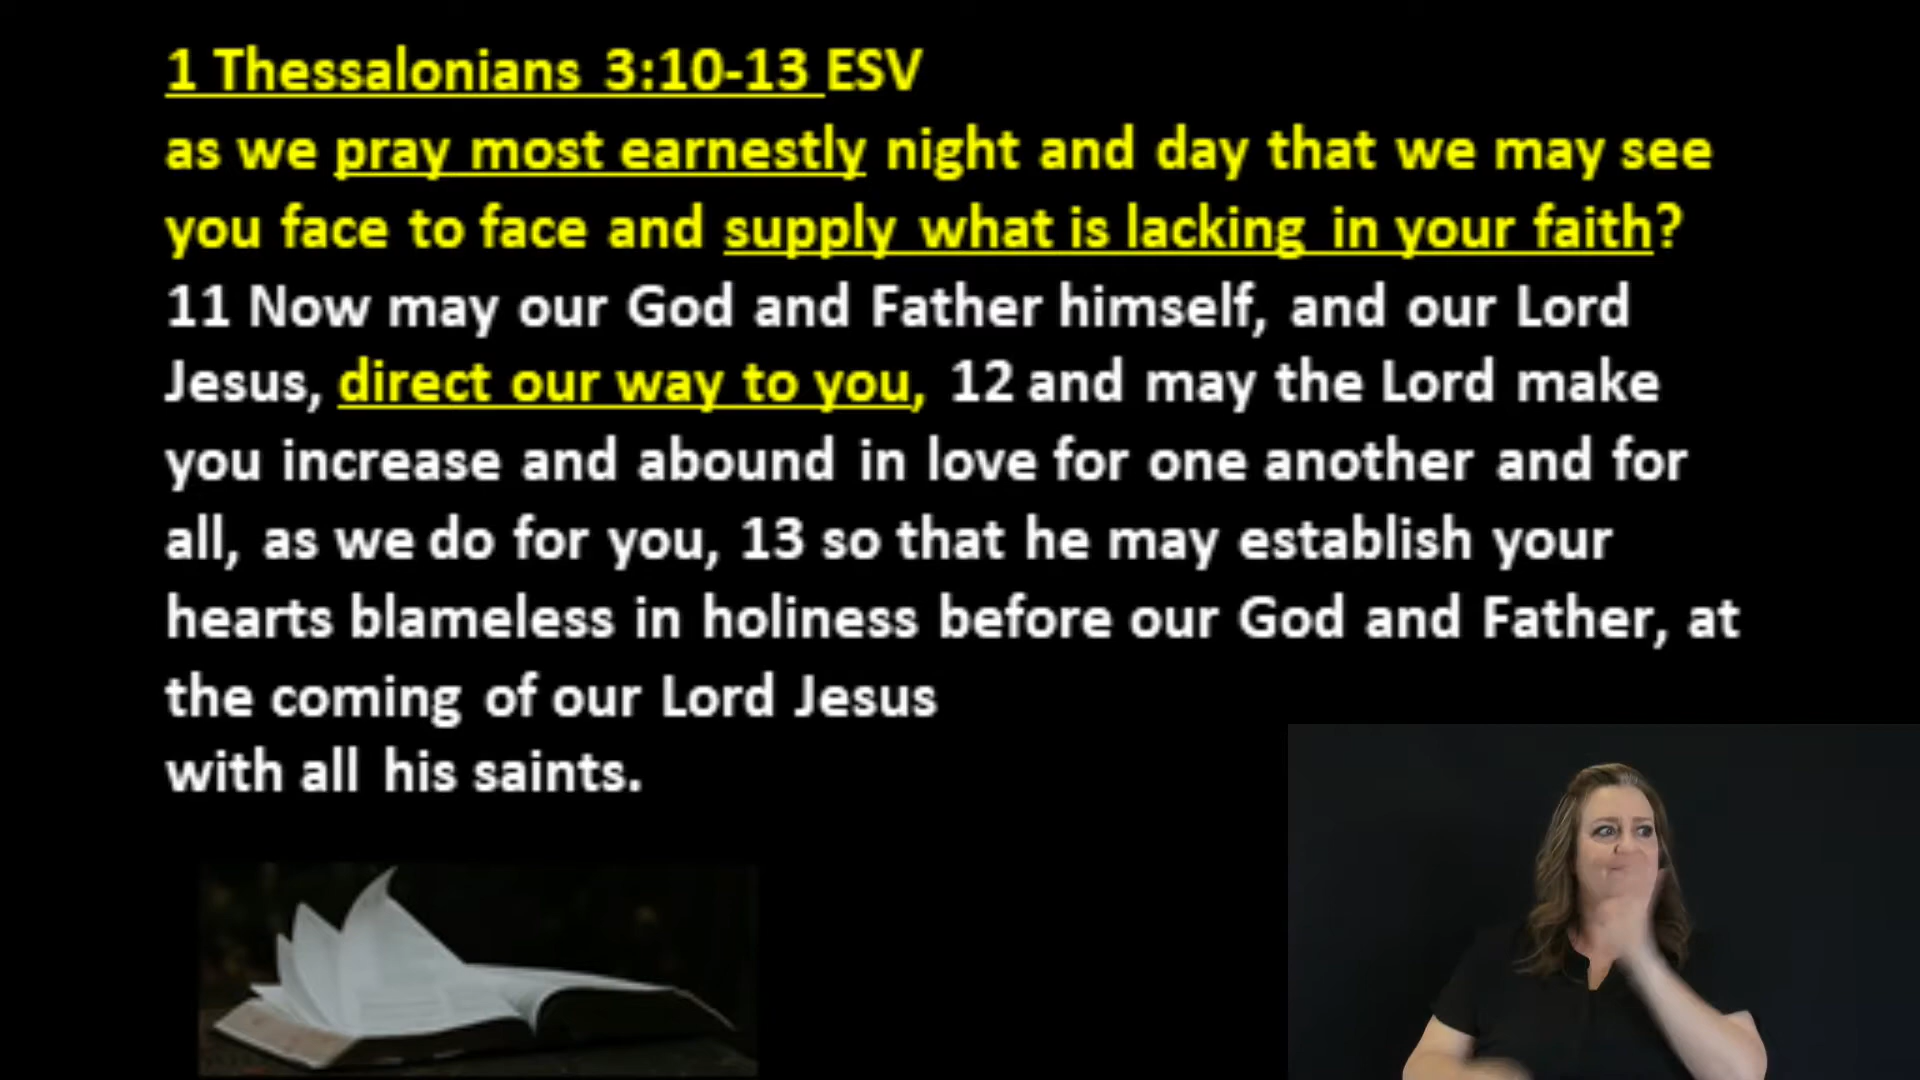 1 Thessalonians 3:10-13 ESV
as we pray most earnestly night and day that we may see
you face to face and supply what is lacking in your faith?
11 Now may our God and Father himself, and our Lord
Jesus, direct our way to you, 12 and may the Lord make
you increase and abound in love for one another and for
all, as we do for you, 13 so that he may establish your
hearts blameless in holiness before our God and Father, at
the coming of our Lord Jesus
with all his saints.